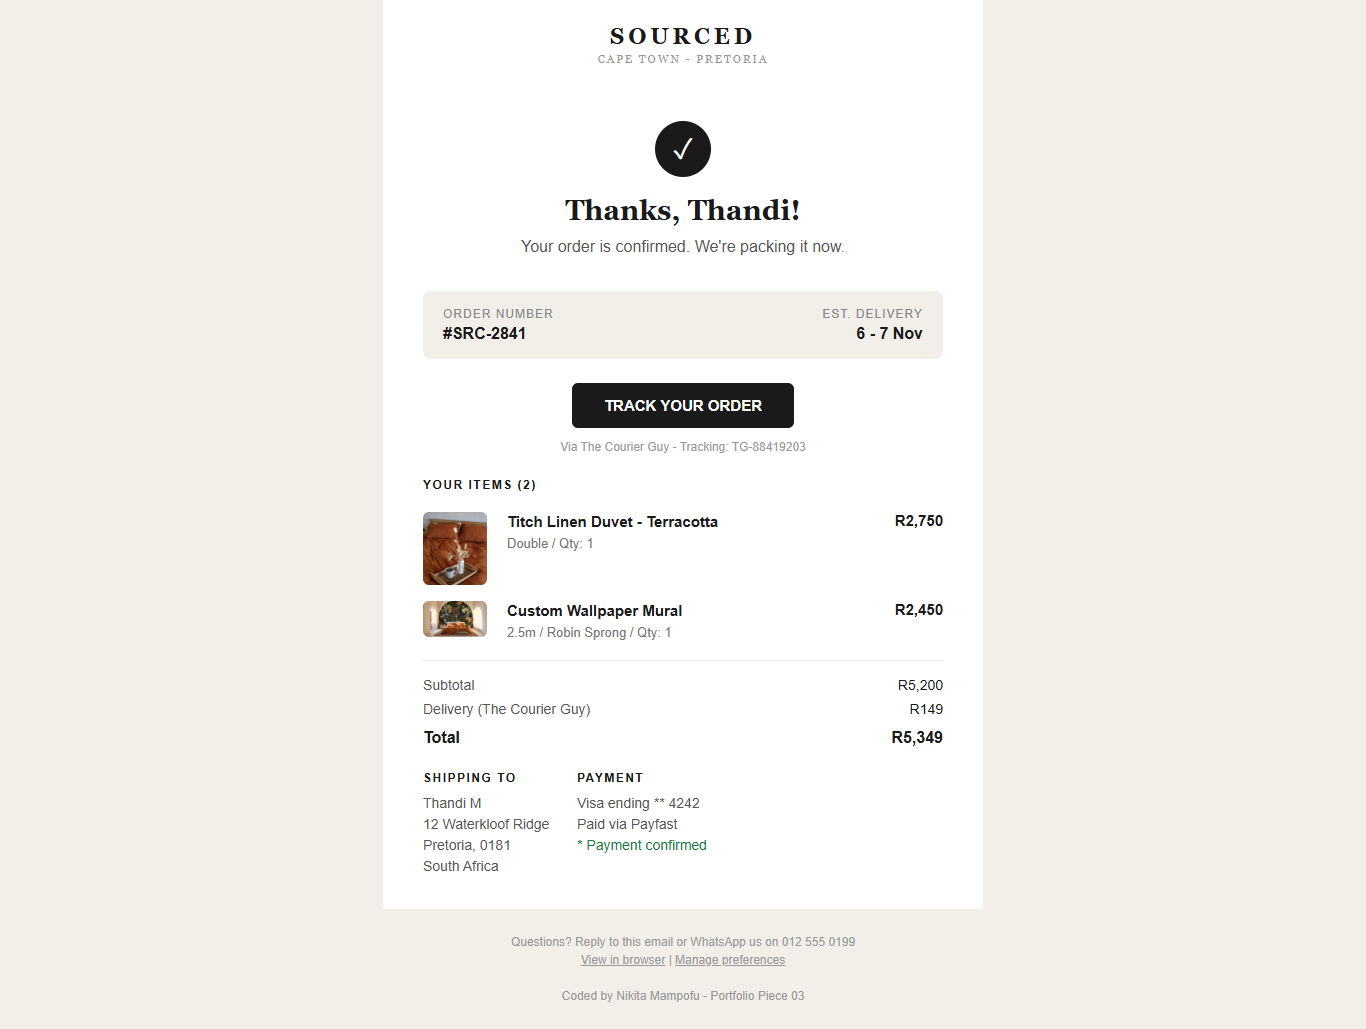 SOURCED
CAPE TOWN - PRETORIA
✓
Thanks, Thandi!
Your order is confirmed. We're packing it now.
ORDER NUMBER
EST. DELIVERY
#SRC-2841
6 - 7 Nov
TRACK YOUR ORDER
Via The Courier Guy - Tracking: TG-88419203
YOUR ITEMS (2)
Titch Linen Duvet - Terracotta
R2,750
Double / Qty: 1
Custom Wallpaper Mural
R2,450
2.5m / Robin Sprong / Qty: 1
Subtotal
R5,200
Delivery (The Courier Guy)
R149
Total
R5,349
SHIPPING TO
Thandi M
12 Waterkloof Ridge
Pretoria, 0181
South Africa
PAYMENT
Visa ending ** 4242
Paid via Payfast
* Payment confirmed
Questions? Reply to this email or WhatsApp us on 012 555 0199
View in browser | Manage preferences
Coded by Nikita Mampofu - Portfolio Piece 03